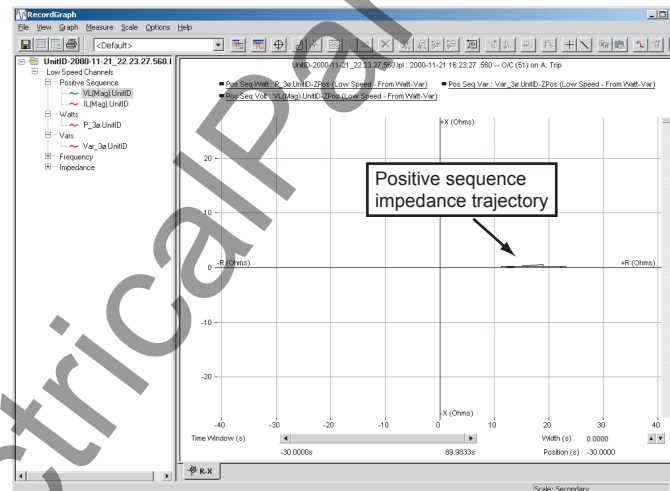 RecordGraph
File View Graph Measure Scale Options Help
<Default>
UnitID-2000-11-21_22.23.27.560.l
Low Speed Channels
Positive Sequence
VL(Mag).UnitID
IL(Mag).UnitID
Watts
P_3ø.UnitID
Vars
Var_3ø.UnitID
Frequency
Impedance
UnitID-2000-11-21_22.23.27.560.lpl : 2000-11-21 16:23:27 .560 -- O/C (51) on A: Trip
Pos Seq Watt : P_3ø.UnitID-ZPos (Low Speed - From Watt-Var)
Pos Seq Var : Var_3ø.UnitID-ZPos (Low Speed - From Watt-Var)
Pos Seq Volt : VL(Mag).UnitID-ZPos (Low Speed - From Watt-Var)
+X (Ohms)
20
Positive sequence
impedance trajectory
10
-R (Ohms)
+R (Ohms)
0
-10
-20
-X (Ohms)
-40 -30 -20 -10 0 10 20 30 40
Time Window (s)
Width (s) 0.0000
-30.0000s
89.9833s
Position (s) -30.0000
R-X
Scale: Secondary